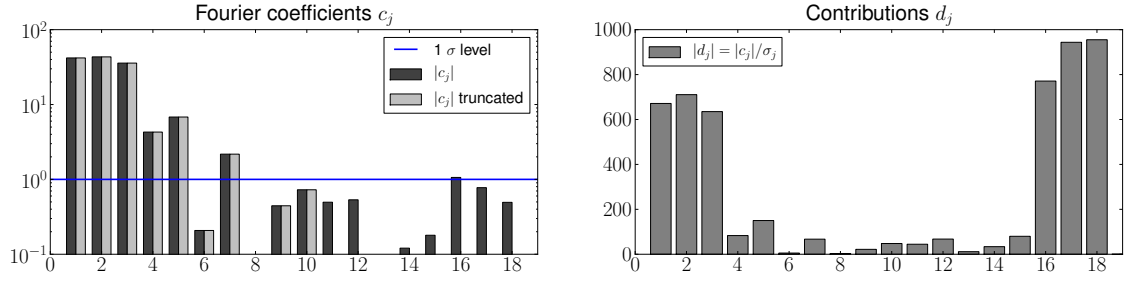 Fourier coefficients c_j
10^2
10^1
10^0
10^{-1}
0 2 4 6 8 10 12 14 16 18
1 σ level
|c_j|
|c_j| truncated
Contributions d_j
1000
800
600
400
200
0
0 2 4 6 8 10 12 14 16 18
|d_j| = |c_j|/σ_j